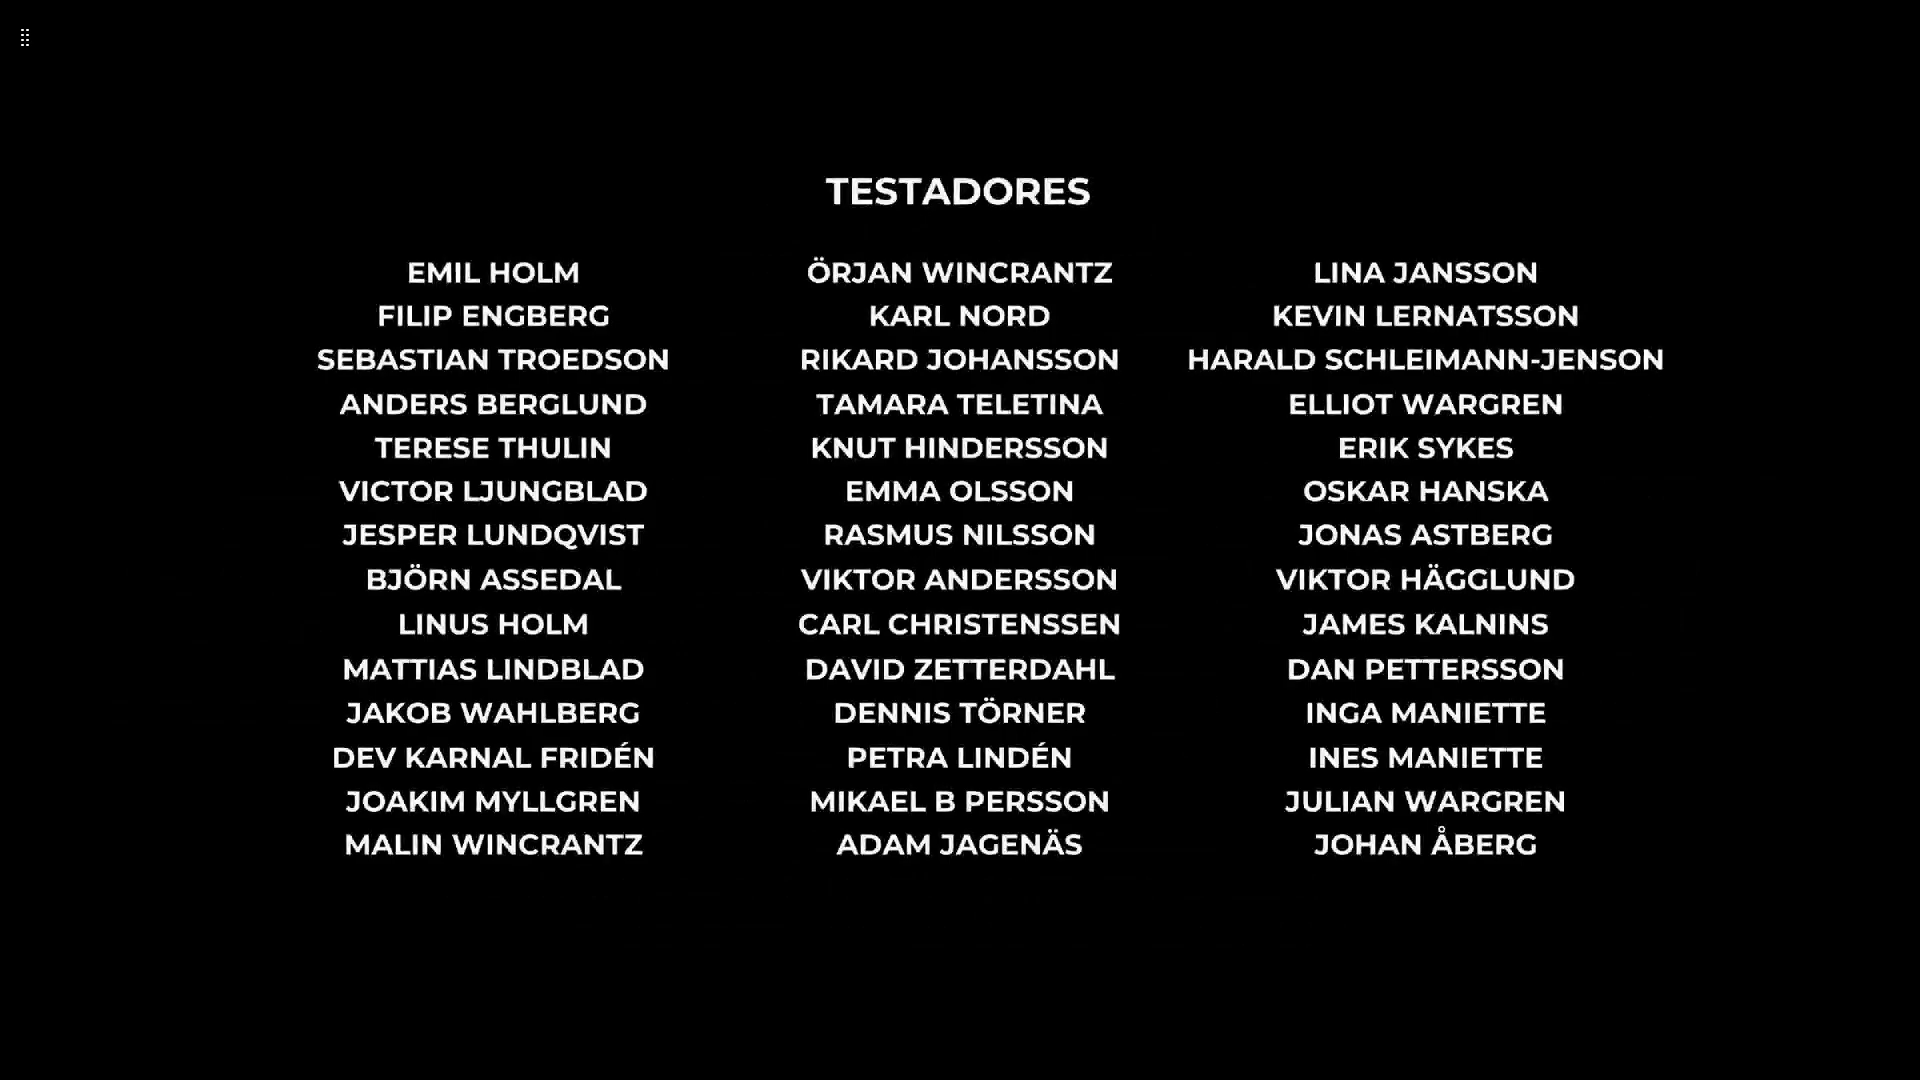 TESTADORES
EMIL HOLM
FILIP ENGBERG
SEBASTIAN TROEDSON
ANDERS BERGLUND
TERESE THULIN
VICTOR LJUNGBLAD
JESPER LUNDQVIST
BJÖRN ASSEDAL
LINUS HOLM
MATTIAS LINDBLAD
JAKOB WAHLBERG
DEV KARNAL FRIDÉN
JOAKIM MYLLGREN
MALIN WINCRANTZ
ÖRJAN WINCRANTZ
KARL NORD
RIKARD JOHANSSON
TAMARA TELETINA
KNUT HINDERSSON
EMMA OLSSON
RASMUS NILSSON
VIKTOR ANDERSSON
CARL CHRISTENSSEN
DAVID ZETTERDAHL
DENNIS TÖRNER
PETRA LINDÉN
MIKAEL B PERSSON
ADAM JAGENÄS
LINA JANSSON
KEVIN LERNATSSON
HARALD SCHLEIMANN-JENSON
ELLIOT WARGREN
ERIK SYKES
OSKAR HANSKA
JONAS ASTBERG
VIKTOR HÄGGLUND
JAMES KALNINS
DAN PETTERSSON
INGA MANIETTE
INES MANIETTE
JULIAN WARGREN
JOHAN ÅBERG